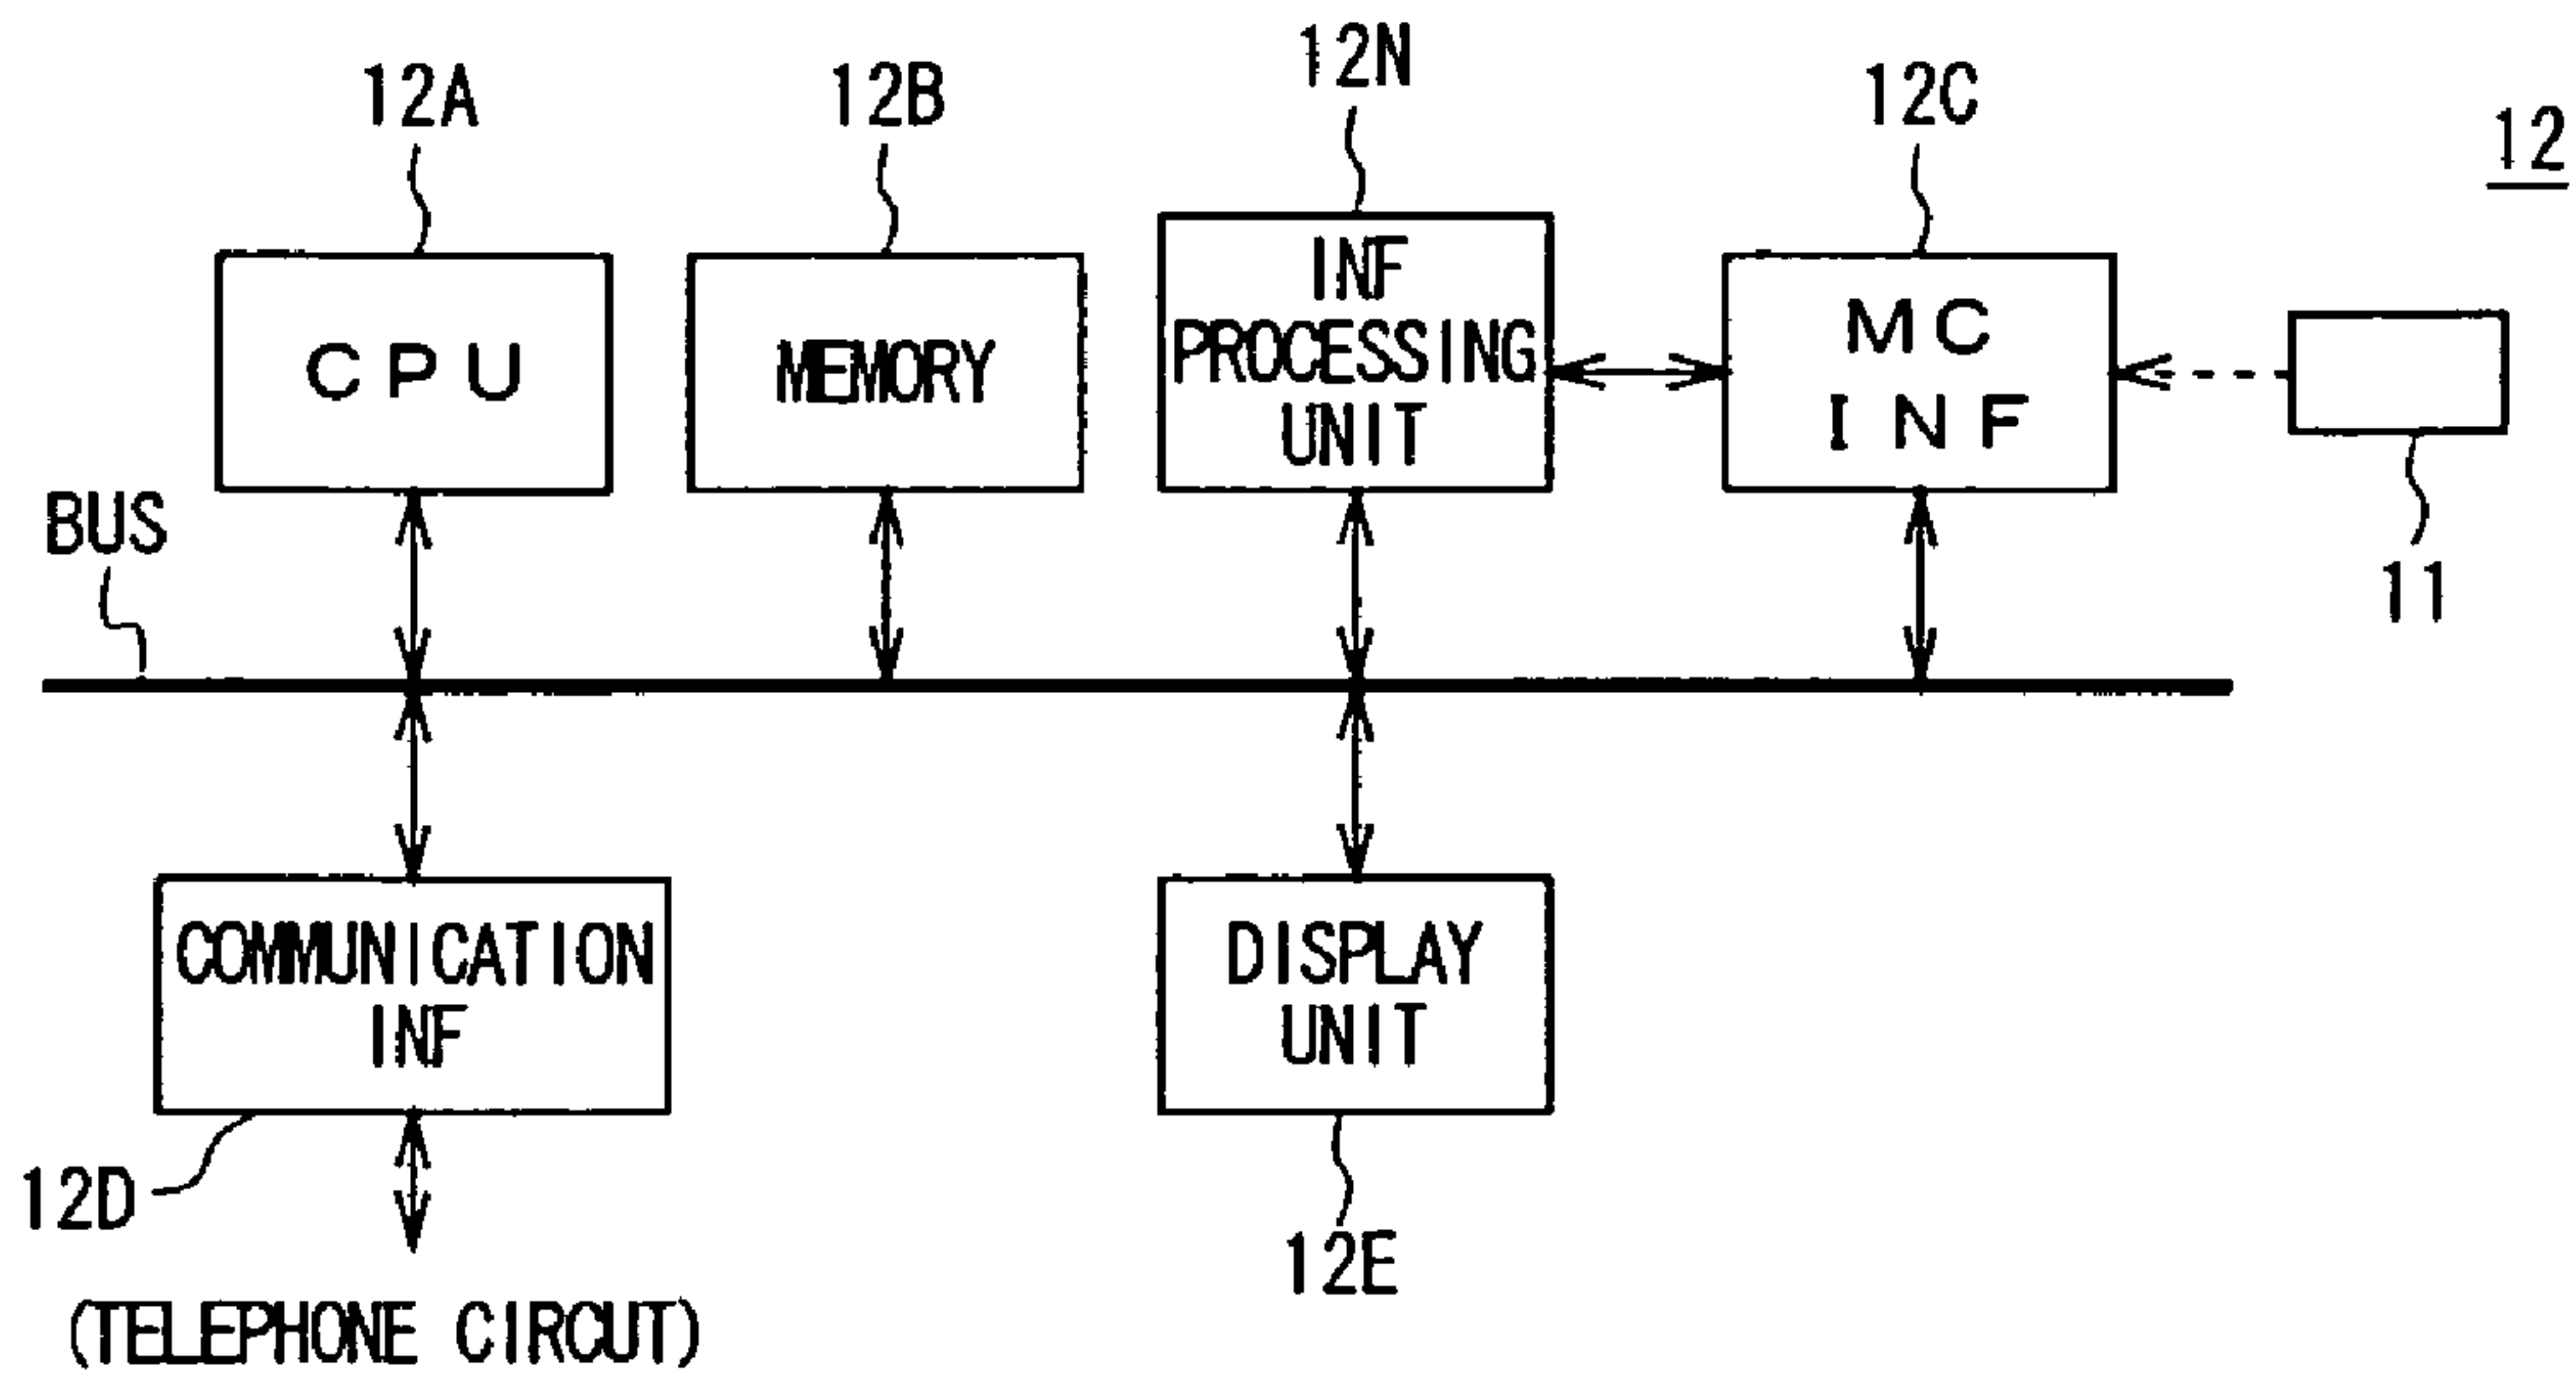 12A
12B
12N
12C
12
CPU
MEMORY
INF
PROCESSING
UNIT
MC
INF
11
BUS
COMMUNICATION
INF
DISPLAY
UNIT
12D
12E
(TELEPHONE CIRCUT)